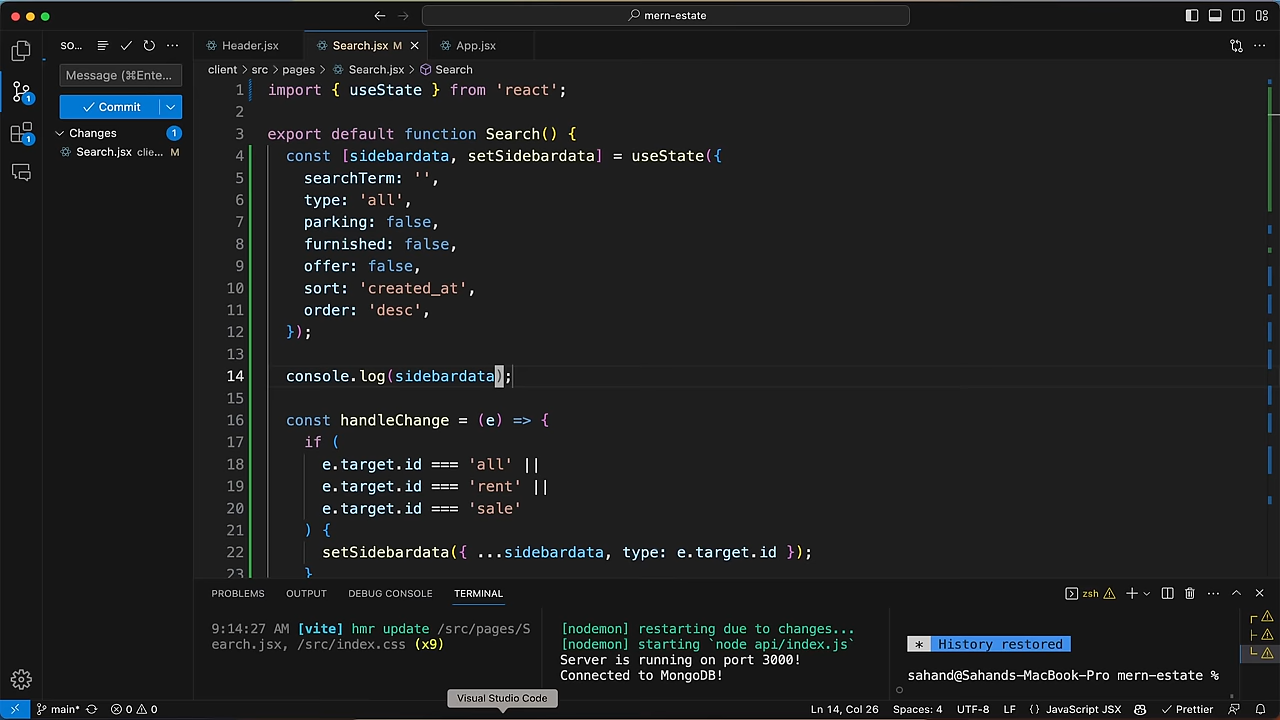 mern-estate
SO...
Message (⌘Ente...
Commit
Changes
1
Search.jsx clie... M
1
1
Header.jsx
Search.jsx M
App.jsx
client > src > pages > Search.jsx > Search
1 import { useState } from 'react';
2
3 export default function Search() {
4 const [sidebardata, setSidebardata] = useState({
5 searchTerm: '',
6 type: 'all',
7 parking: false,
8 furnished: false,
9 offer: false,
10 sort: 'created_at',
11 order: 'desc',
12 });
13
14 console.log(sidebardata);
15
16 const handleChange = (e) => {
17 if (
18 e.target.id === 'all' ||
19 e.target.id === 'rent' ||
20 e.target.id === 'sale'
21 ) {
22 setSidebardata({ ...sidebardata, type: e.target.id });
23 }
PROBLEMS OUTPUT DEBUG CONSOLE TERMINAL
zsh
9:14:27 AM [vite] hmr update /src/pages/S
earch.jsx, /src/index.css (x9)
[nodemon] restarting due to changes...
[nodemon] starting `node api/index.js`
Server is running on port 3000!
Connected to MongoDB!
* History restored
sahand@Sahands-MacBook-Pro mern-estate %
Visual Studio Code
main* 0 0
Ln 14, Col 26 Spaces: 4 UTF-8 LF {} JavaScript JSX Prettier